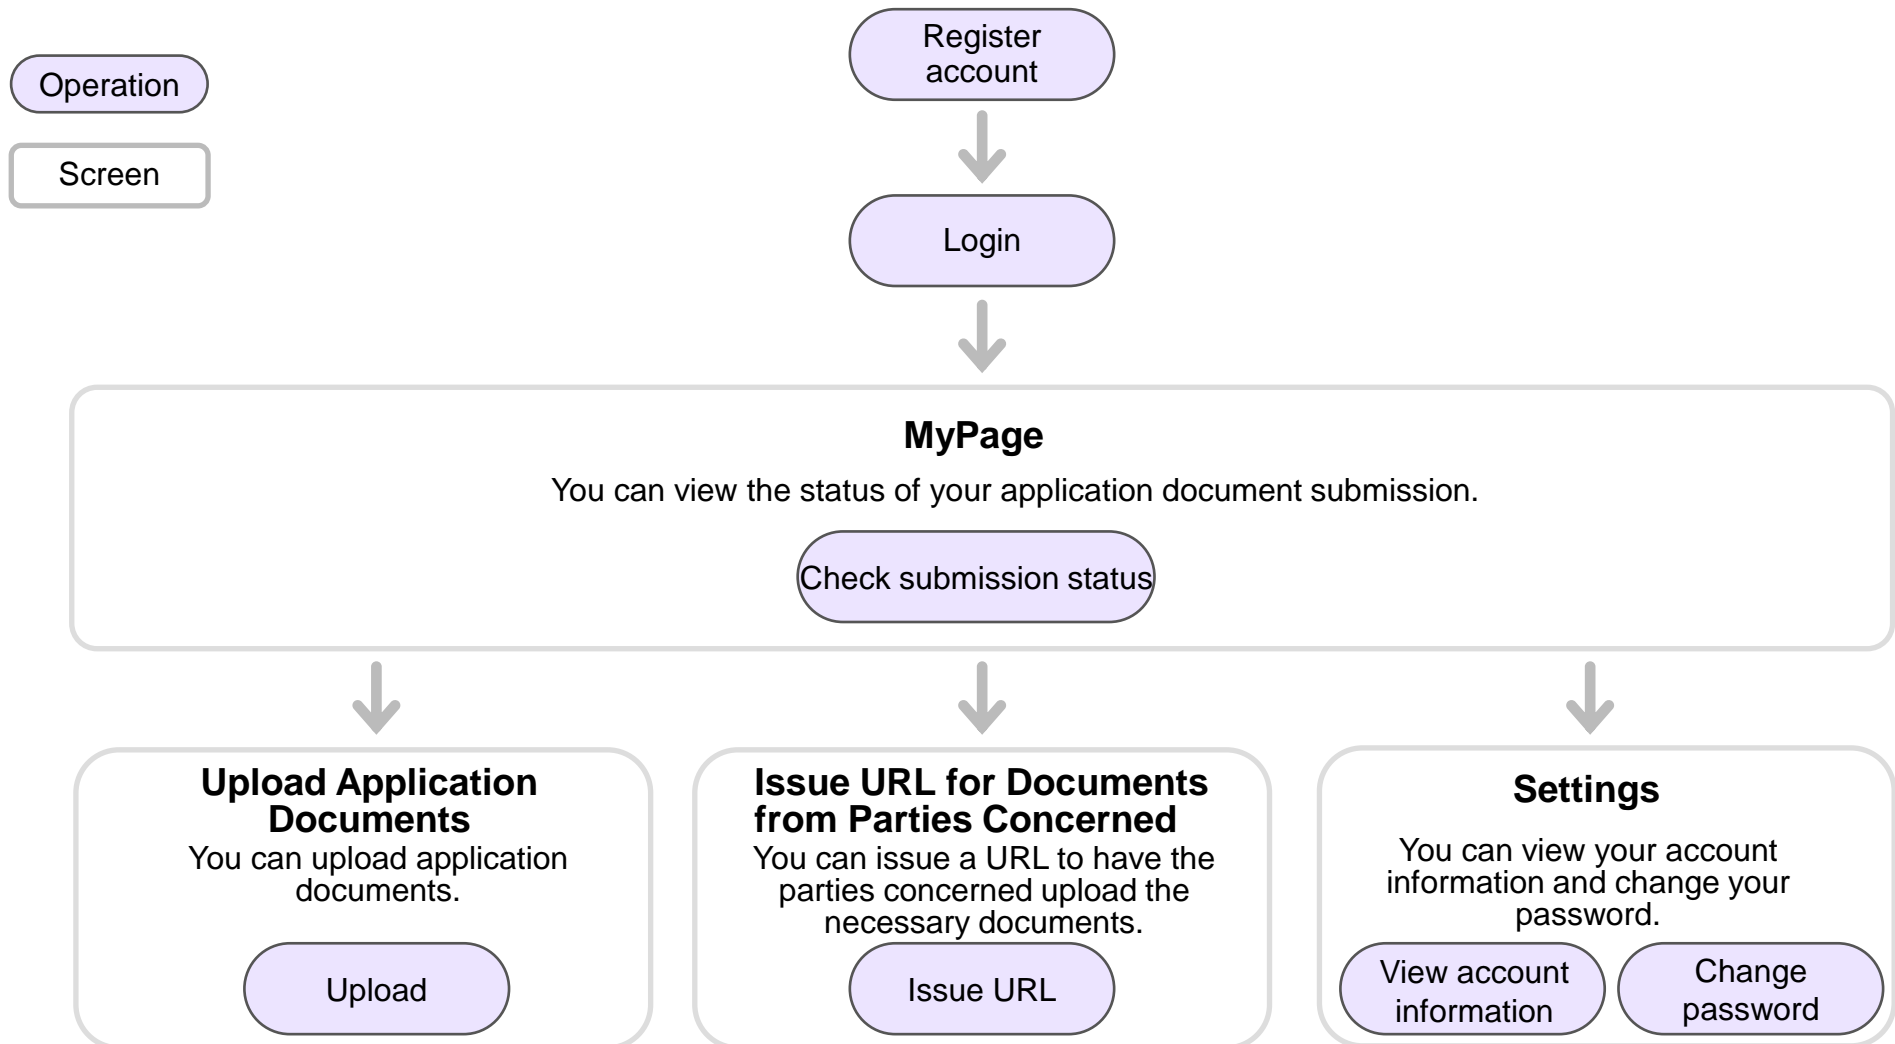 Operation
Screen
Register
account
Login
MyPage
You can view the status of your application document submission.
Check submission status
Upload Application
Documents
You can upload application
documents.
Upload
Issue URL for Documents
from Parties Concerned
You can issue a URL to have the
parties concerned upload the
necessary documents.
Issue URL
Settings
You can view your account
information and change your
password.
View account
information
Change
password